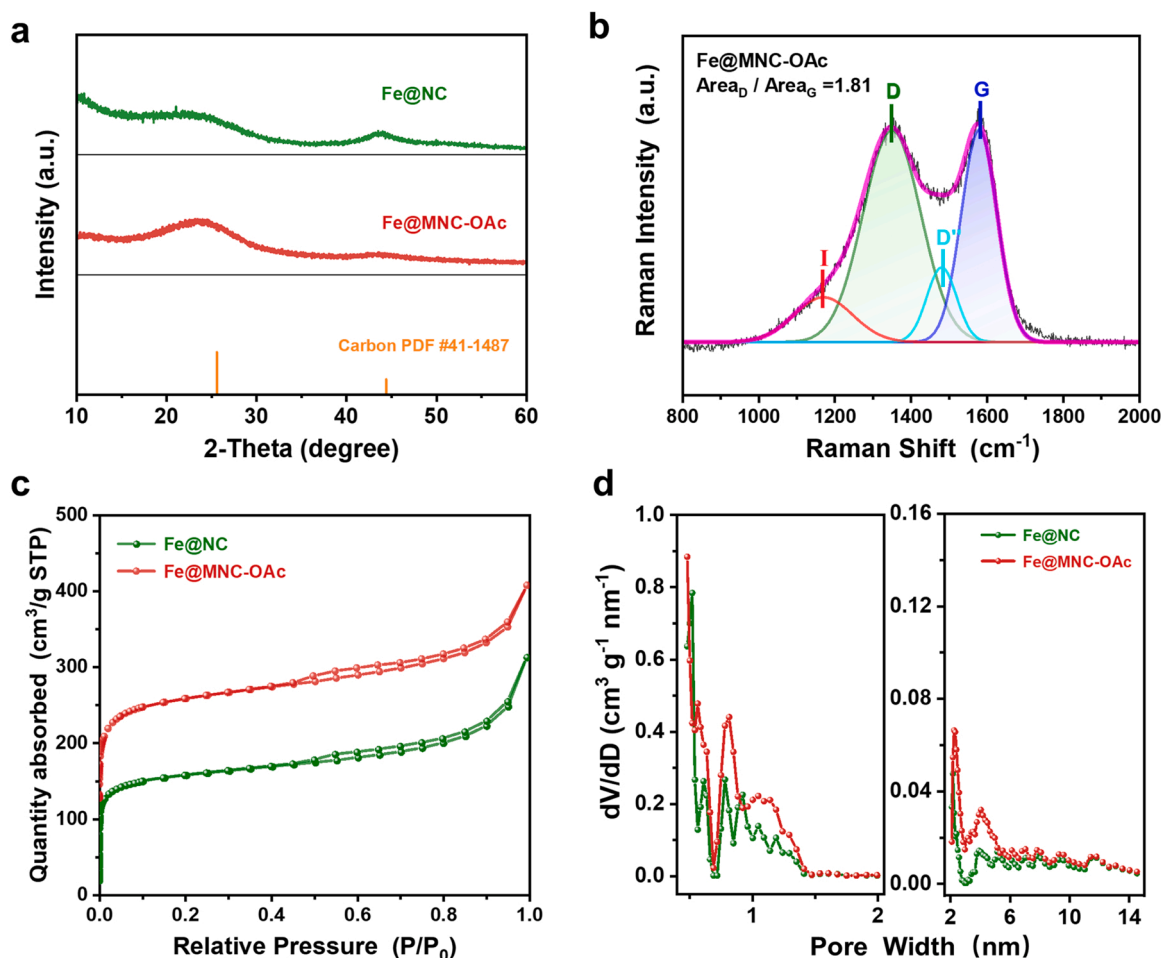 a
Fe@NC
Fe@MNC-OAc
Carbon PDF #41-1487
Intensity (a.u.)
10 20 30 40 50 60
2-Theta (degree)
b
Fe@MNC-OAc
Area_D / Area_G =1.81
D
G
D''
I
Raman Intensity (a.u.)
800 1000 1200 1400 1600 1800 2000
Raman Shift (cm⁻¹)
c
500
400
300
200
100
0
Fe@NC
Fe@MNC-OAc
Quantity absorbed (cm³/g STP)
0.0 0.2 0.4 0.6 0.8 1.0
Relative Pressure (P/P₀)
d
1.0
0.8
0.6
0.4
0.2
0.0
dV/dD (cm³ g⁻¹ nm⁻¹)
1 2
0.16
0.12
0.08
0.04
0.00
Fe@NC
Fe@MNC-OAc
2 6 10 14
Pore Width (nm)